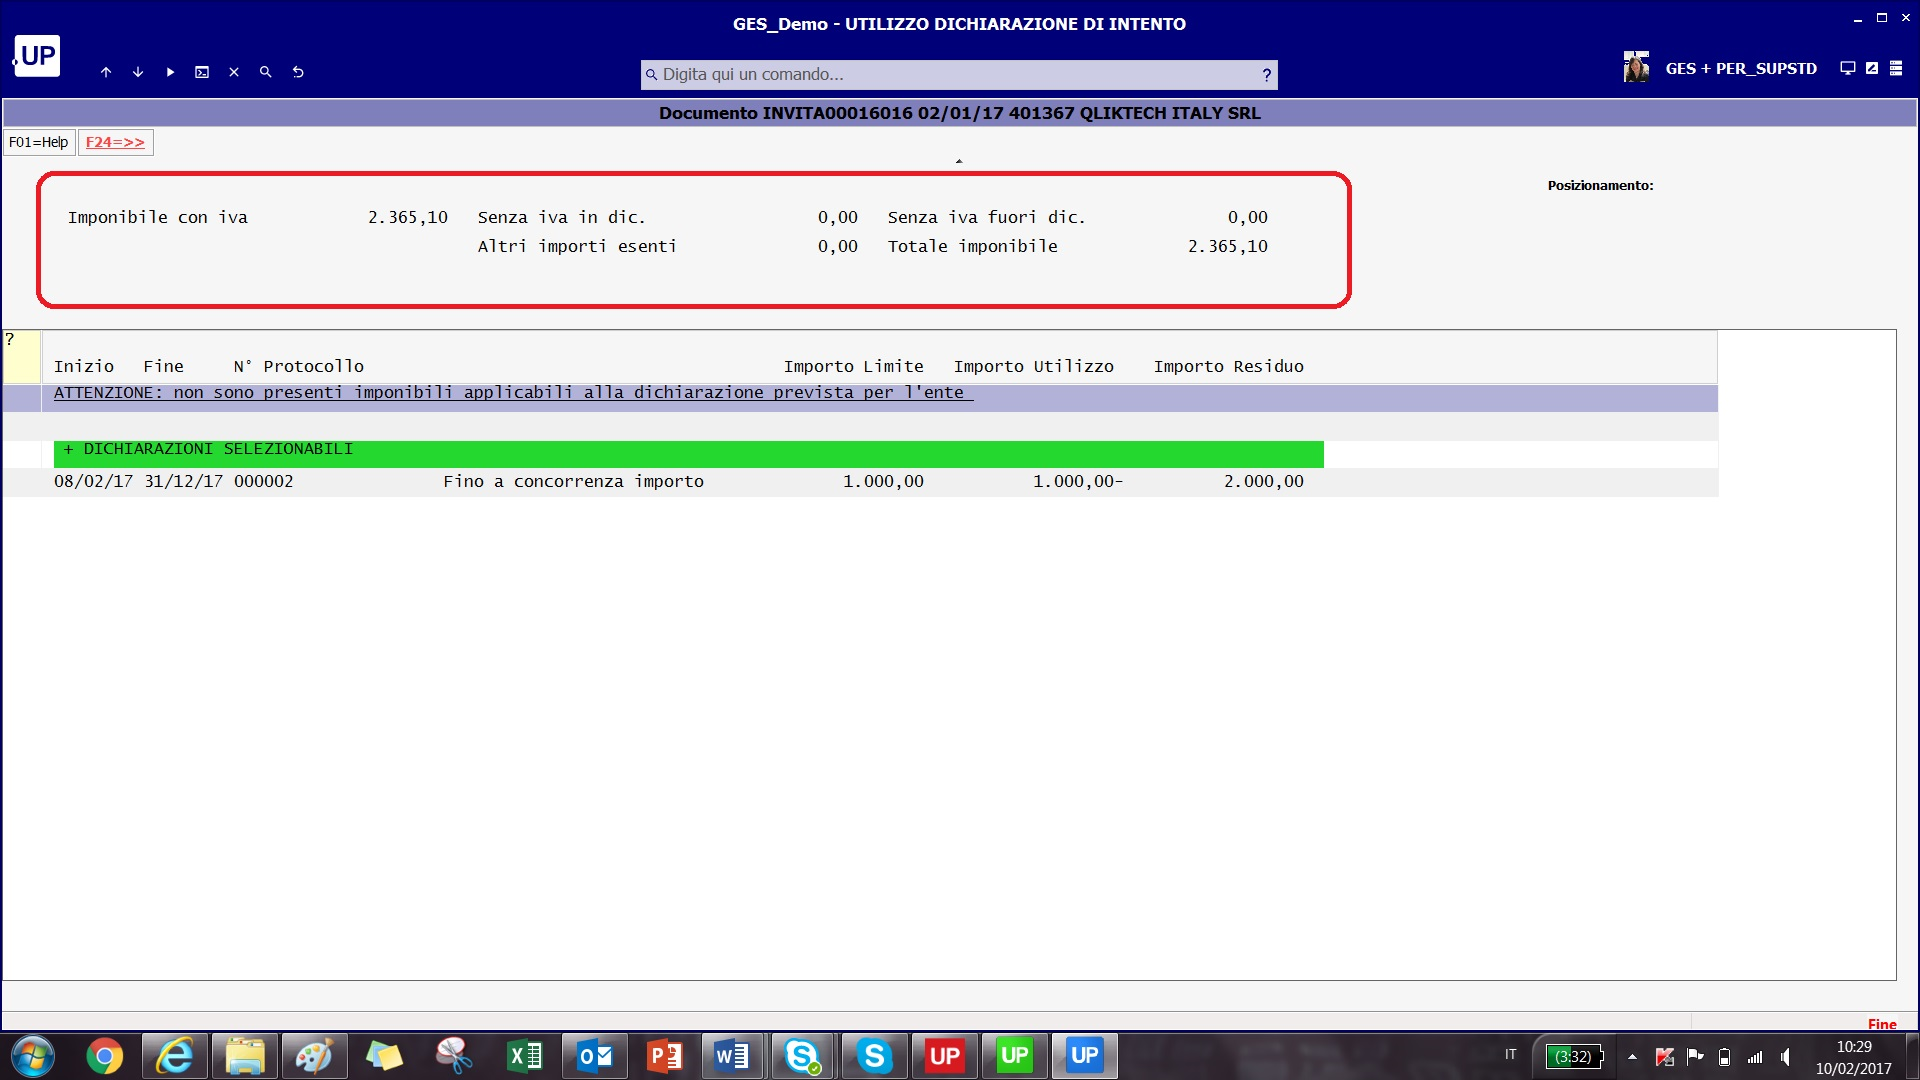 GES_Demo - UTILIZZO DICHIARAZIONE DI INTENTO
UP
Digita qui un comando... ?
GES + PER_SUPSTD
Documento INVITA00016016 02/01/17 401367 QLIKTECH ITALY SRL
F01=Help F24=>>
Posizionamento:
Imponibile con iva 2.365,10 Senza iva in dic. 0,00 Senza iva fuori dic. 0,00
Altri importi esenti 0,00 Totale imponibile 2.365,10
?
Inizio Fine N° Protocollo Importo Limite Importo Utilizzo Importo Residuo
ATTENZIONE: non sono presenti imponibili applicabili alla dichiarazione prevista per l'ente
+ DICHIARAZIONI SELEZIONABILI
08/02/17 31/12/17 000002 Fino a concorrenza importo 1.000,00 1.000,00- 2.000,00
Fine
UP UP UP
IT (3:32) 10:29
10/02/2017